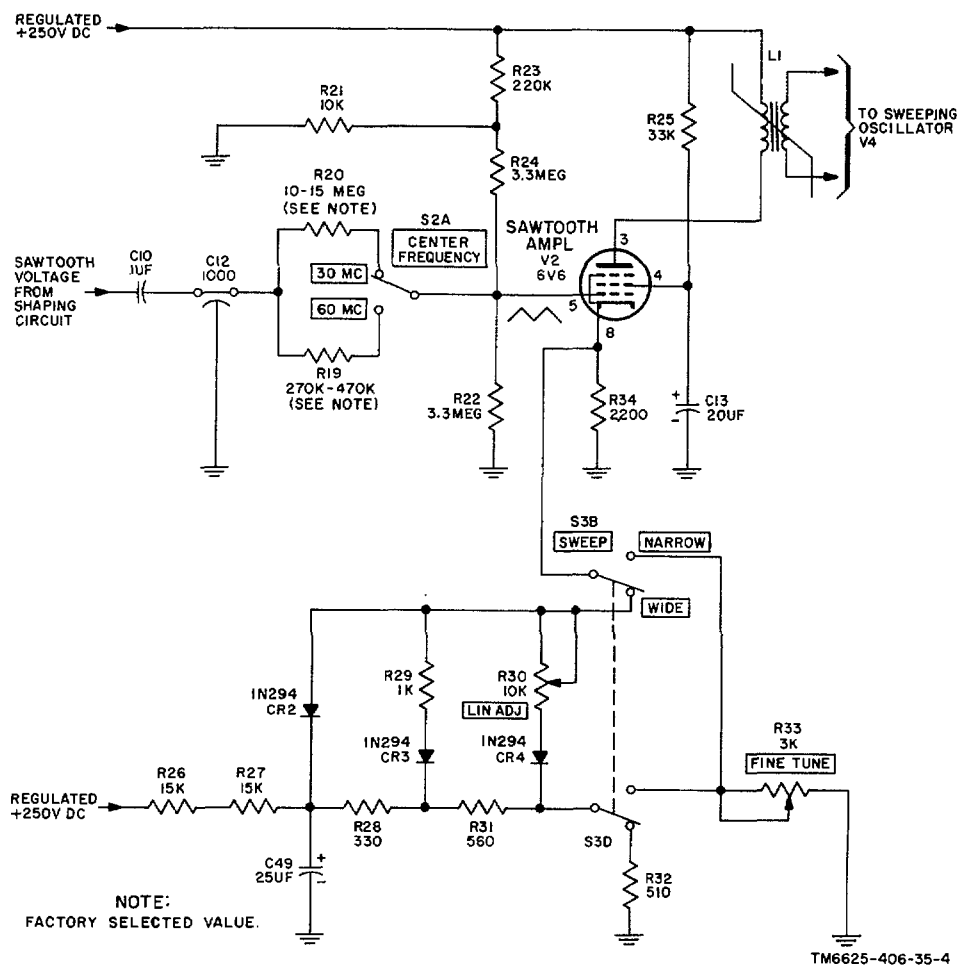 REGULATED
+250V DC
R23
220K
L1
R21
10K
R25
33K
TO SWEEPING
OSCILLATOR
V4
R24
3.3MEG
R20
10-15 MEG
(SEE NOTE)
S2A
CENTER
FREQUENCY
SAWTOOTH
AMPL
V2
6V6
3
4
5
8
SAWTOOTH
VOLTAGE
FROM
SHAPING
CIRCUIT
C10
.1UF
C12
1000
30 MC
60 MC
R19
270K-470K
(SEE NOTE)
R22
3.3MEG
R34
2200
+
-
C13
20UF
S3B
SWEEP
NARROW
WIDE
R29
1K
R30
10K
LIN ADJ
1N294
CR2
1N294
CR3
1N294
CR4
R33
3K
FINE TUNE
REGULATED
+250V DC
R26
15K
R27
15K
R28
330
R31
560
S3D
C49
25UF
+
-
R32
510
NOTE:
FACTORY SELECTED VALUE.
TM6625-406-35-4